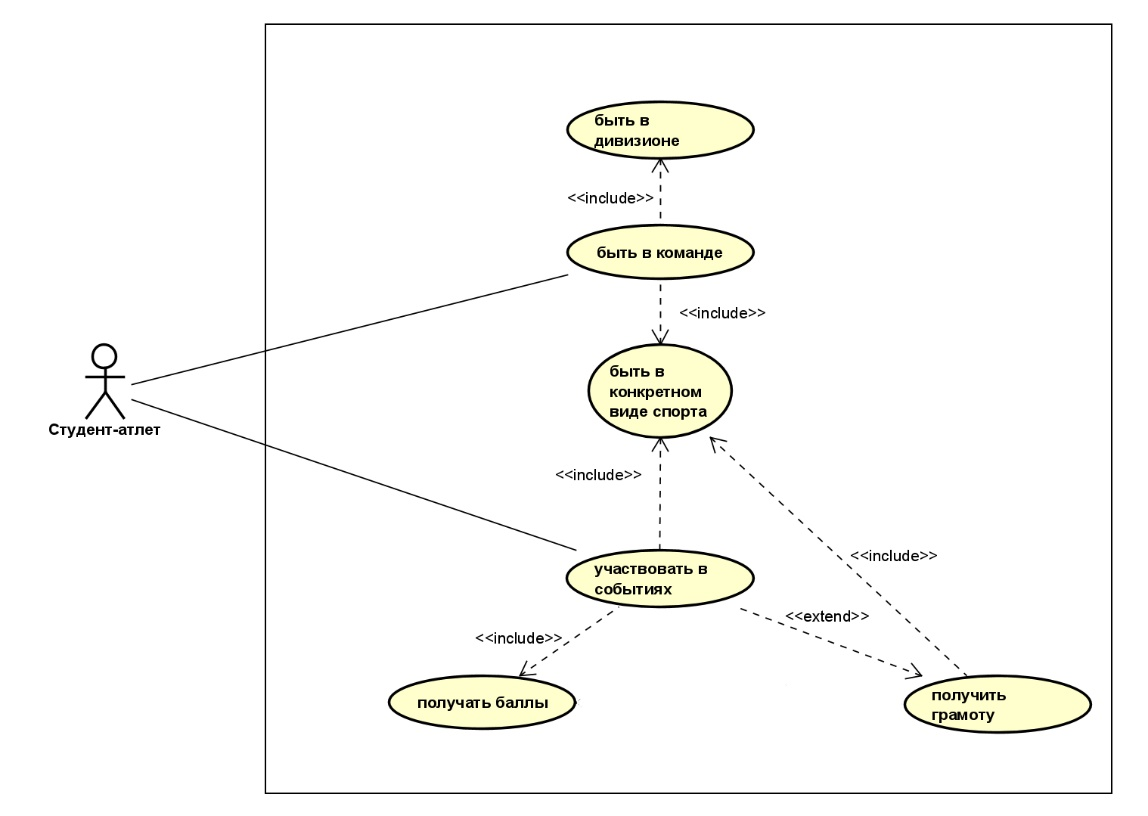 быть в
дивизионе
<<include>>
быть в команде
<<include>>
быть в
конкретном
виде спорта
Студент-атлет
<<include>>
<<include>>
участвовать в
событиях
<<extend>>
<<include>>
получать баллы
получить
грамоту